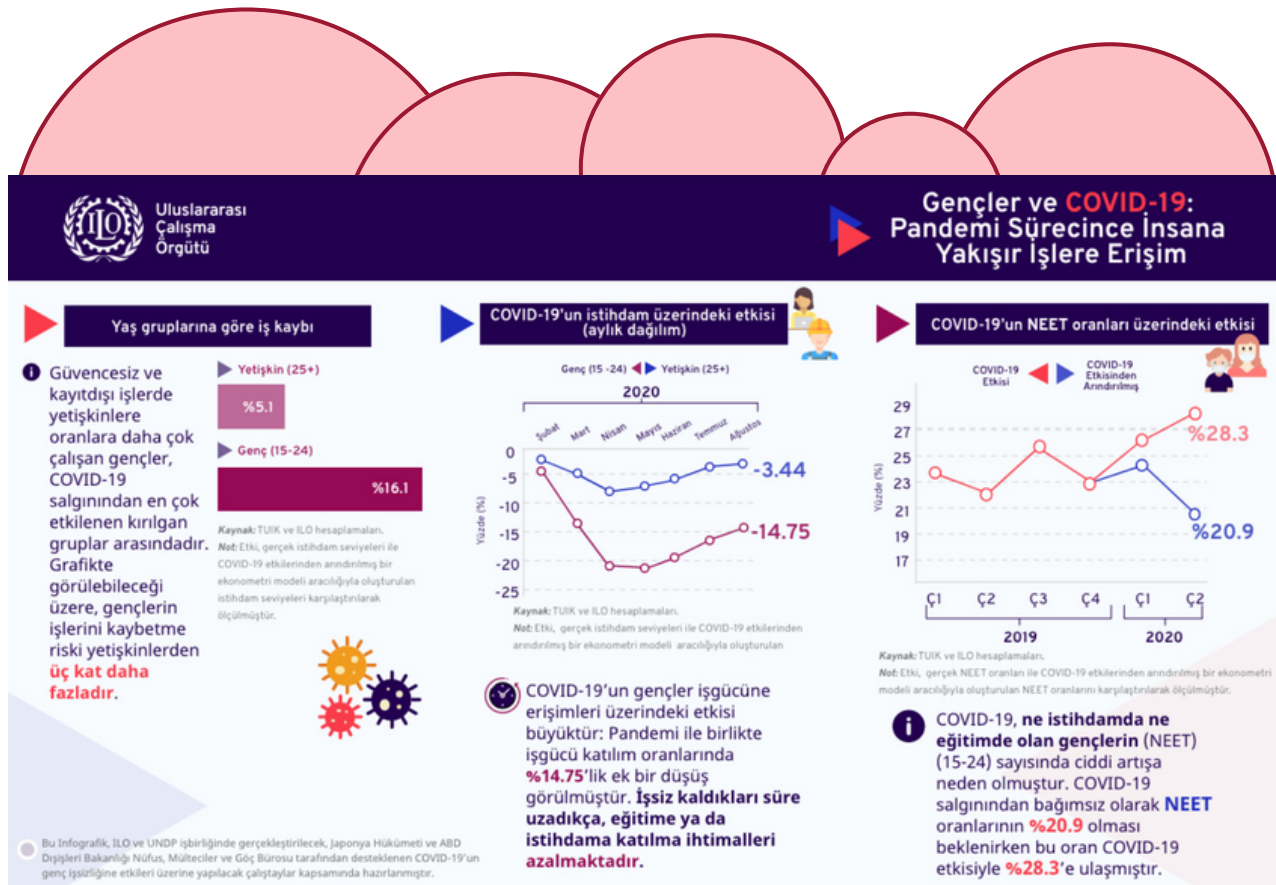 Uluslararası
Çalışma
Örgütü
Gençler ve COVID-19:
Pandemi Sürecince İnsana
Yakışır İşlere Erişim
Yaş gruplarına göre iş kaybı
Güvencesiz ve
kayıtdışı işlerde
yetişkinlere
oranlara daha çok
çalışan gençler,
COVID-19
salgınından en çok
etkilenen kırılgan
gruplar arasındadır.
Grafikte
görülebileceği
üzere, gençlerin
işlerini kaybetme
riski yetişkinlerden
üç kat daha
fazladır.
Yetişkin (25+)
%5.1
Genç (15-24)
%16.1
Kaynak: TUIK ve ILO hesaplamaları.
Not: Etki, gerçek istihdam seviyeleri ile
COVID-19 etkilerinden arındırılmış bir
ekonometri modeli aracılığıyla oluşturulan
istihdam seviyeleri karşılaştırılarak
ölçülmüştür.
COVID-19'un istihdam üzerindeki etkisi
(aylık dağılım)
Genç (15 -24) Yetişkin (25+)
2020
Şubat Mart Nisan Mayıs Haziran Temmuz Ağustos
Yüzde (%)
0
-5
-10
-15
-20
-25
-3.44
-14.75
Kaynak: TUIK ve ILO hesaplamaları.
Not: Etki, gerçek istihdam seviyeleri ile COVID-19 etkilerinden
arındırılmış bir ekonometri modeli aracılığıyla oluşturulan
COVID-19'un gençler işgücüne
erişimleri üzerindeki etkisi
büyüktür: Pandemi ile birlikte
işgücü katılım oranlarında
%14.75'lik ek bir düşüş
görülmüştür. İşsiz kaldıkları süre
uzadıkça, eğitime ya da
istihdama katılma ihtimalleri
azalmaktadır.
COVID-19'un NEET oranları üzerindeki etkisi
COVID-19
Etkisi
COVID-19
Etkisinden
Arındırılmış
Yüzde (%)
29
27
25
23
21
19
17
%28.3
%20.9
Ç1 Ç2 Ç3 Ç4 Ç1 Ç2
2019 2020
Kaynak: TUIK ve ILO hesaplamaları.
Not: Etki, gerçek NEET oranları ile COVID-19 etkilerinden arındırılmış bir ekonometri
modeli aracılığıyla oluşturulan NEET oranlarını karşılaştırılarak ölçülmüştür.
COVID-19, ne istihdamda ne
eğitimde olan gençlerin (NEET)
(15-24) sayısında ciddi artışa
neden olmuştur. COVID-19
salgınından bağımsız olarak NEET
oranlarının %20.9 olması
beklenirken bu oran COVID-19
etkisiyle %28.3'e ulaşmıştır.
Bu Infografik, ILO ve UNDP işbirliğinde gerçekleştirilecek, Japonya Hükümeti ve ABD
Dışişleri Bakanlığı Nüfus, Mülteciler ve Göç Bürosu tarafından desteklenen COVID-19'un
genç işsizliğine etkileri üzerine yapılacak çalıştaylar kapsamında hazırlanmıştır.